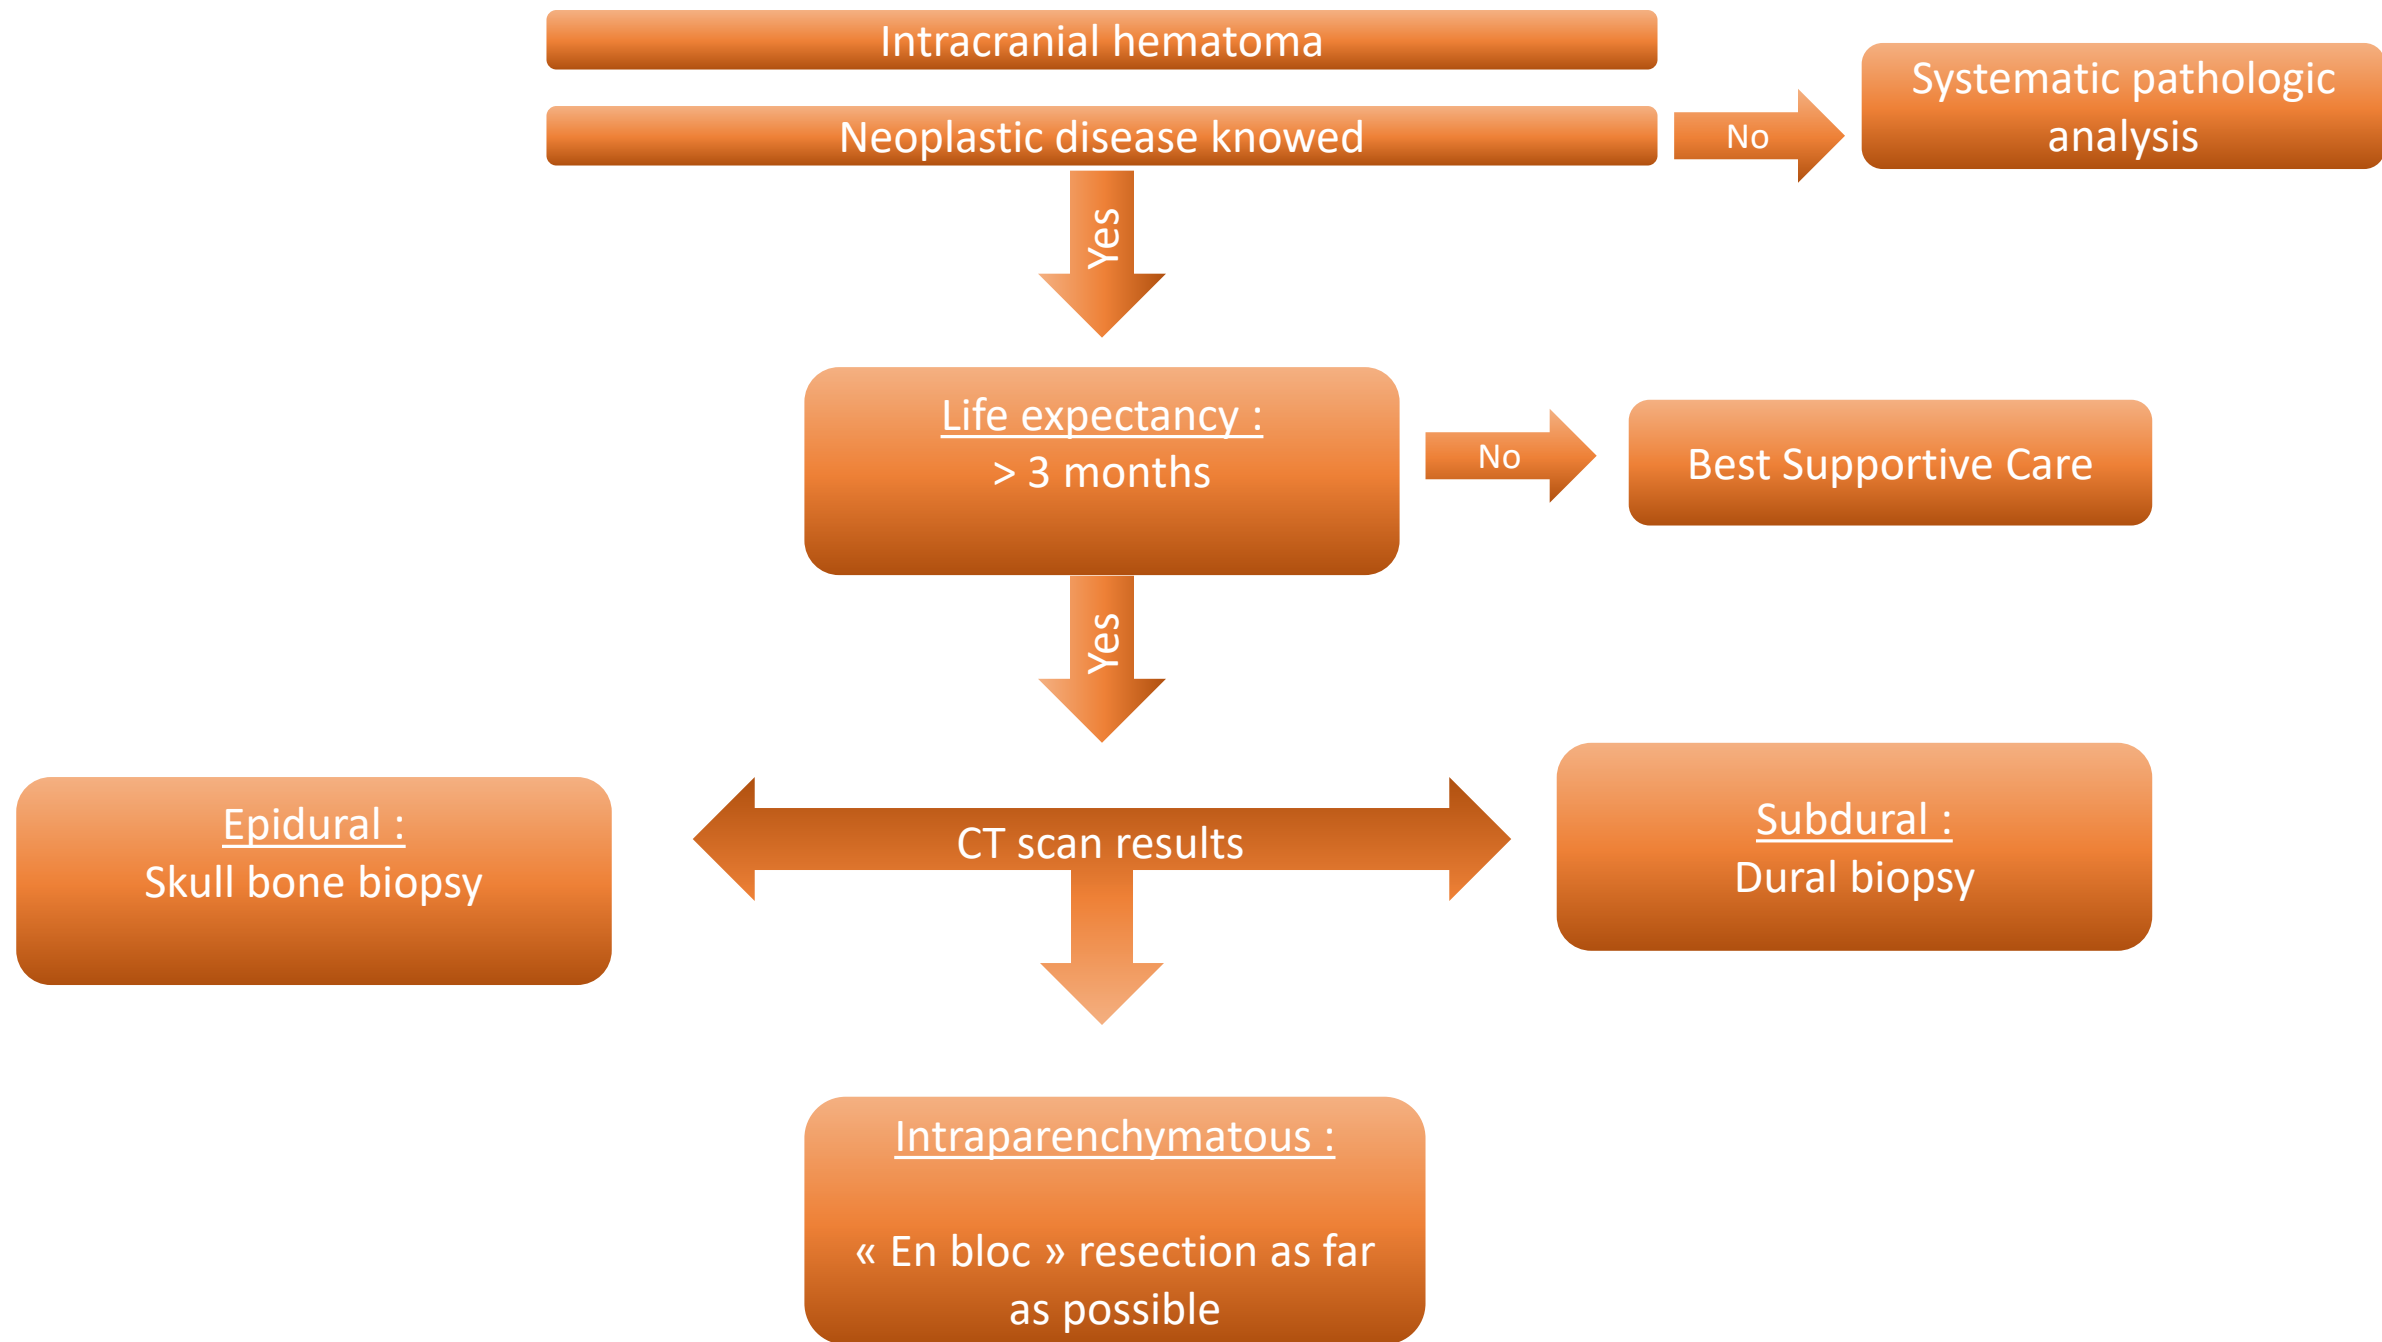 Intracranial hematoma
Neoplastic disease knowed
No
Systematic pathologic
analysis
Yes
Life expectancy :
> 3 months
No
Best Supportive Care
Yes
Epidural :
Skull bone biopsy
CT scan results
Subdural :
Dural biopsy
Intraparenchymatous :
« En bloc » resection as far
as possible